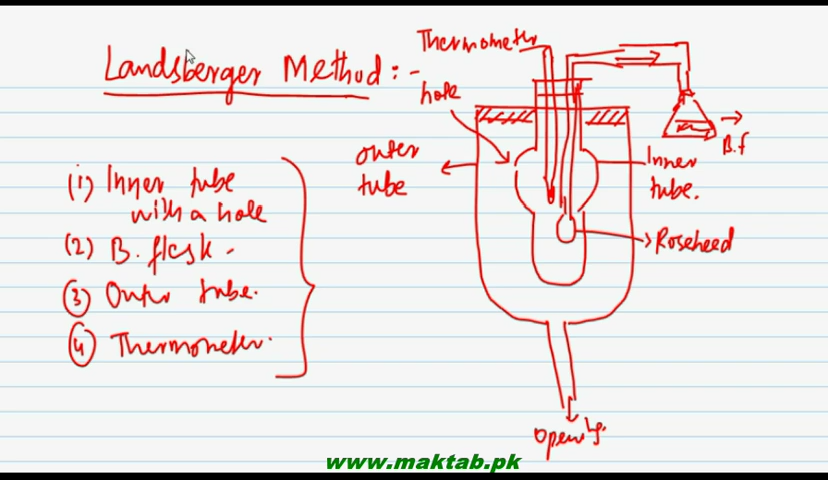 Landsberger Method :-
(1) Inner tube
with a hole
(2) B. flask -
(3) Outer tube.
(4) Thermometer.
Thermometer
hole
outer
tube
B.f
Inner
tube.
Rosehead
Opening.
www.maktab.pk